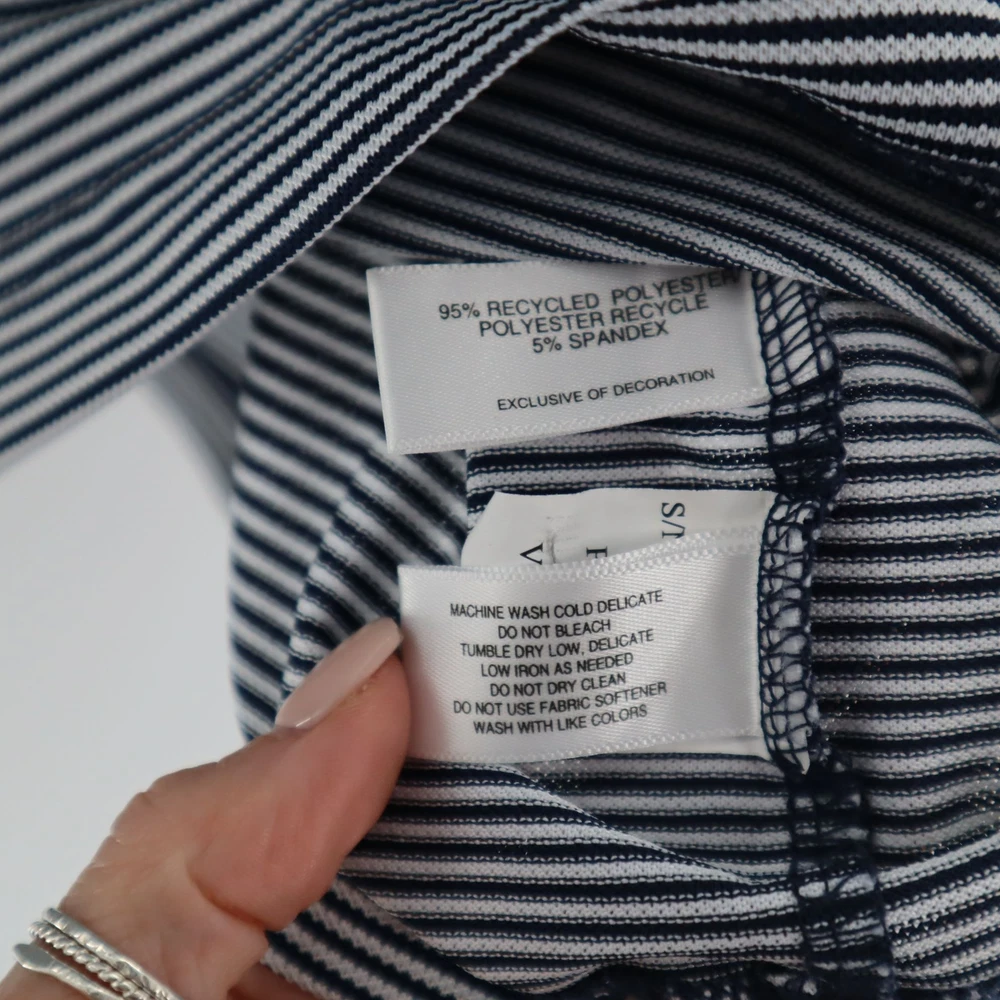 95% RECYCLED POLYESTER
POLYESTER RECYCLE
5% SPANDEX
EXCLUSIVE OF DECORATION
S/
MACHINE WASH COLD DELICATE
DO NOT BLEACH
TUMBLE DRY LOW, DELICATE
LOW IRON AS NEEDED
DO NOT DRY CLEAN
DO NOT USE FABRIC SOFTENER
WASH WITH LIKE COLORS